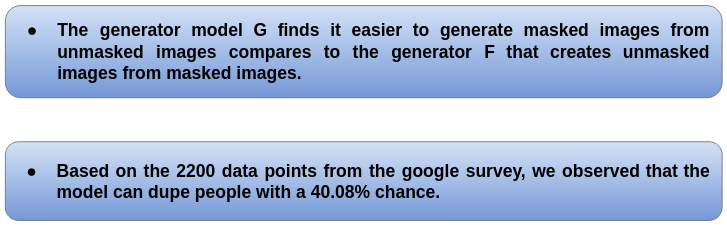 ● The generator model G finds it easier to generate masked images from
unmasked images compares to the generator F that creates unmasked
images from masked images.
● Based on the 2200 data points from the google survey, we observed that the
model can dupe people with a 40.08% chance.